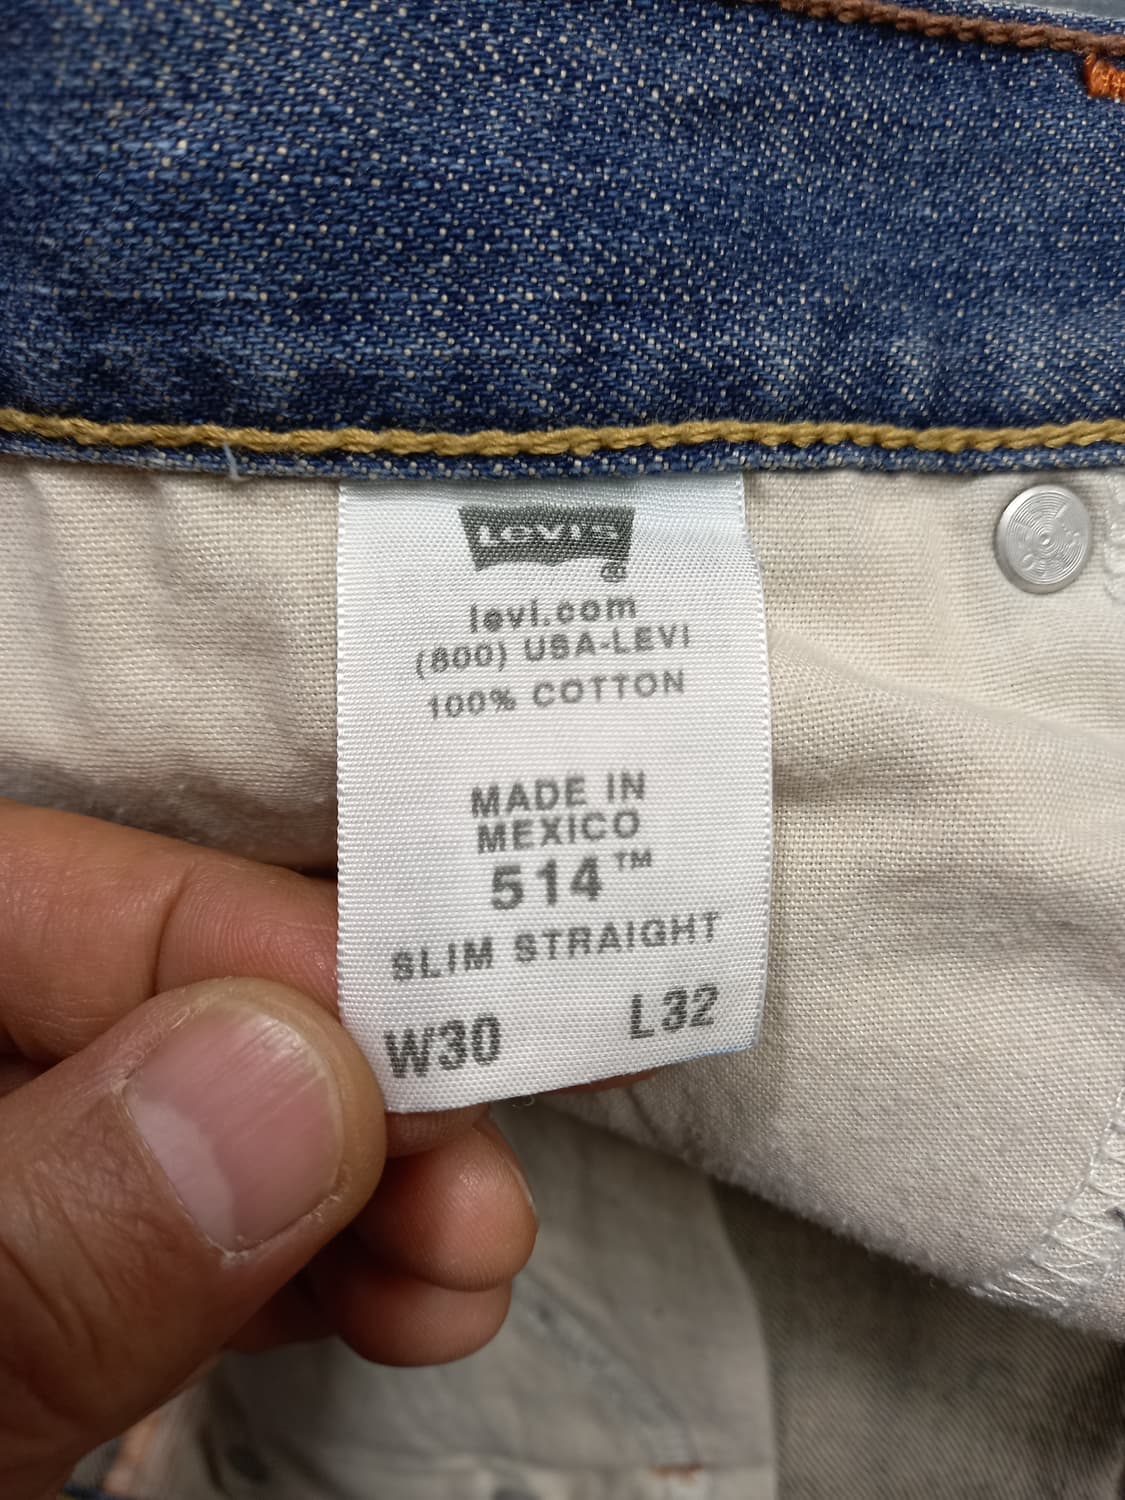 LEVI'S
®
levi.com
(800) USA-LEVI
100% COTTON
MADE IN
MEXICO
514™
SLIM STRAIGHT
W30 L32